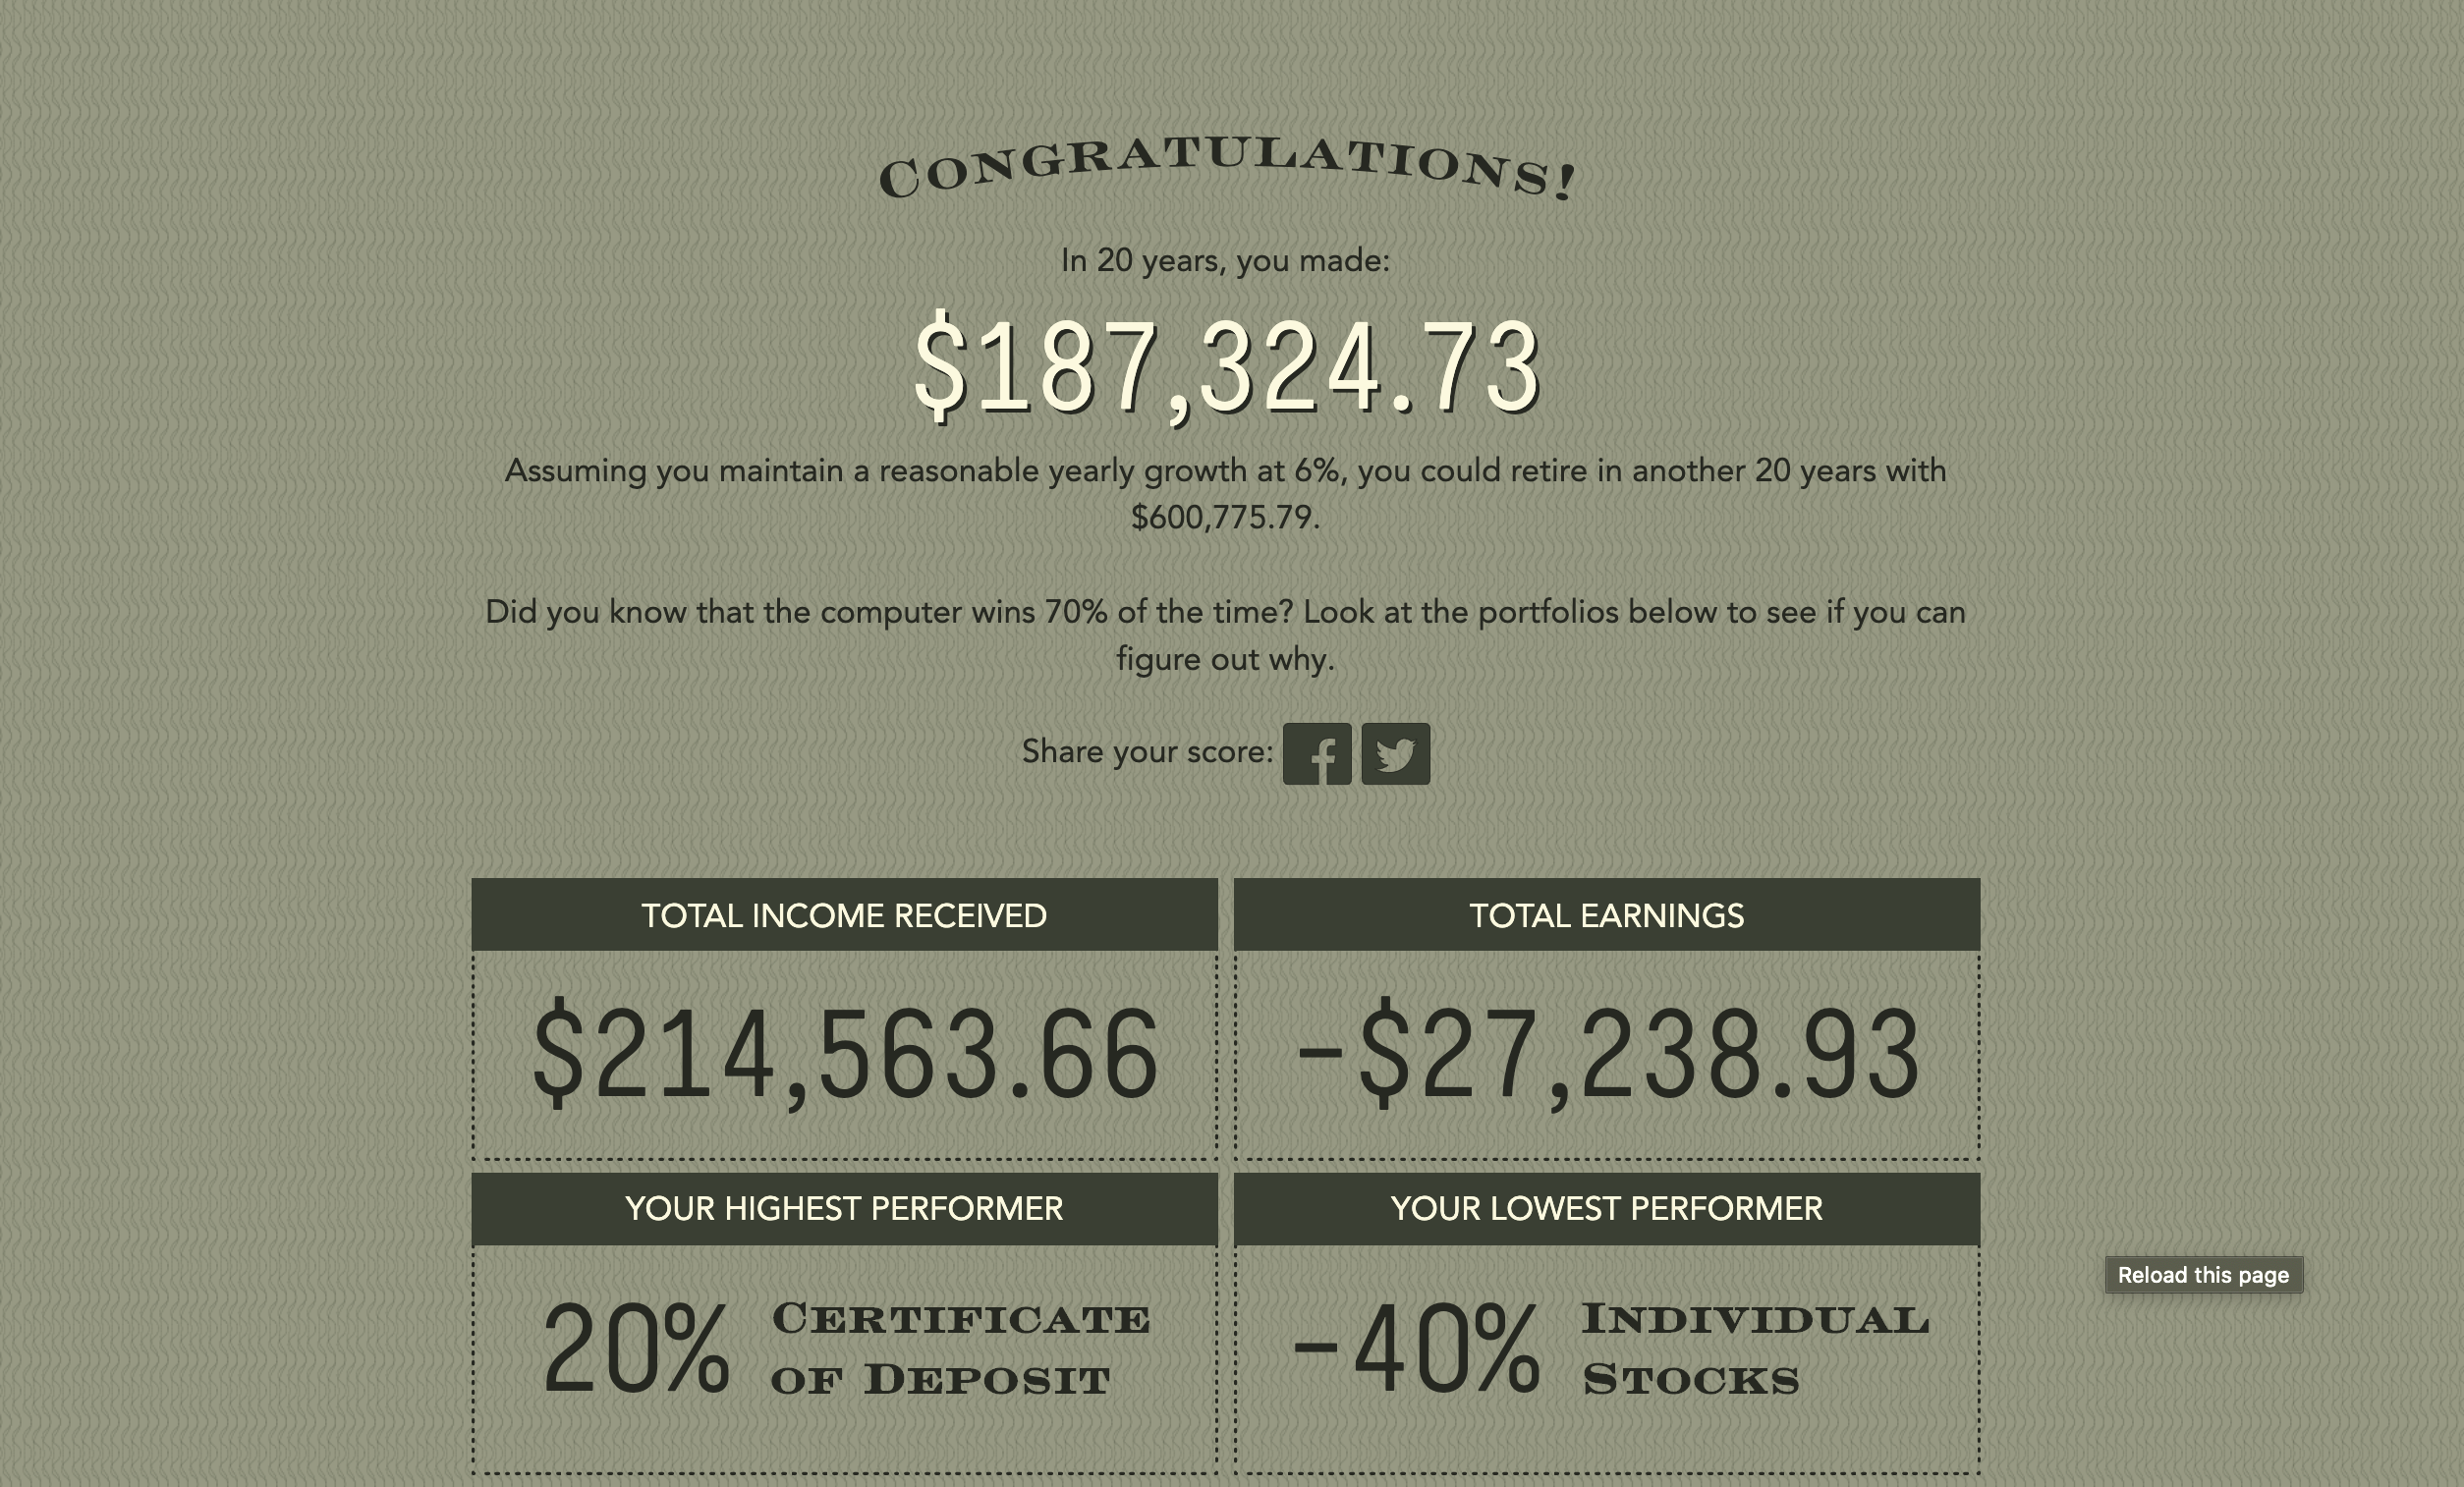 Congratulations!
In 20 years, you made:
$187,324.73
Assuming you maintain a reasonable yearly growth at 6%, you could retire in another 20 years with
$600,775.79.
Did you know that the computer wins 70% of the time? Look at the portfolios below to see if you can
figure out why.
Share your score:
TOTAL INCOME RECEIVED
$214,563.66
TOTAL EARNINGS
-$27,238.93
YOUR HIGHEST PERFORMER
20% Certificate
of Deposit
YOUR LOWEST PERFORMER
-40% Individual
Stocks
Reload this page